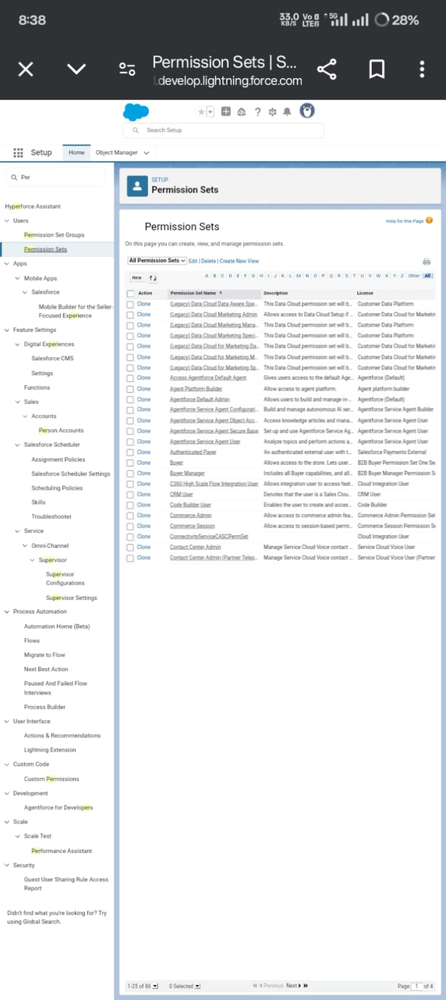 8:38
33.0 KB/S Vo LTE 5G 28%
Permission Sets | S...
.develop.lightning.force.com
Search Setup
Setup Home Object Manager
Per
Hyperforce Assistant
Users
Permission Set Groups
Permission Sets
Apps
Mobile Apps
Salesforce
Mobile Builder for the Seller-
Focused Experience
Feature Settings
Digital Experiences
Salesforce CMS
Settings
Functions
Sales
Accounts
Person Accounts
Salesforce Scheduler
Assignment Policies
Salesforce Scheduler Settings
Scheduling Policies
Skills
Troubleshooter
Service
Omni-Channel
Supervisor
Supervisor
Configurations
Supervisor Settings
Process Automation
Automation Home (Beta)
Flows
Migrate to Flow
Next Best Action
Paused And Failed Flow
Interviews
Process Builder
User Interface
Actions & Recommendations
Lightning Extension
Custom Code
Custom Permissions
Development
Agentforce for Developers
Scale
Scale Test
Performance Assistant
Security
Guest User Sharing Rule Access
Report
Didn't find what you're looking for? Try
using Global Search.
SETUP
Permission Sets
Permission Sets
Help for this Page
On this page you can create, view, and manage permission sets.
All Permission Sets Edit | Delete | Create New View
New
A B C D E F G H I J K L M N O P Q R S T U V W X Y Z Other All
Action Permission Set Name ↑ Description License
Clone (Legacy) Data Cloud Data Aware Spe... This Data Cloud permission set will b... Customer Data Platform
Clone (Legacy) Data Cloud Marketing Admin Allows access to Data Cloud Setup if ... Customer Data Cloud for Marketin
Clone (Legacy) Data Cloud Marketing Mana... This Data Cloud permission set will b... Customer Data Platform
Clone (Legacy) Data Cloud Marketing Speci... This Data Cloud permission set will b... Customer Data Platform
Clone (Legacy) Data Cloud for Marketing Da... This Data Cloud permission set will b... Customer Data Cloud for Marketin
Clone (Legacy) Data Cloud for Marketing M... This Data Cloud permission set will b... Customer Data Cloud for Marketin
Clone (Legacy) Data Cloud for Marketing Sp... This Data Cloud permission set will b... Customer Data Cloud for Marketin
Clone Access Agentforce Default Agent Gives users access to the default Age... Agentforce (Default)
Clone Agent Platform Builder Allow access to agent platform. Agent platform builder
Clone Agentforce Default Admin Allows users to build and manage in-... Agentforce (Default)
Clone Agentforce Service Agent Configurati... Build and manage autonomous AI ser... Agentforce Service Agent Builder
Clone Agentforce Service Agent Object Acc... Access knowledge articles and mana... Agentforce Service Agent User
Clone Agentforce Service Agent Secure Base Set up and use Agentforce Service Ag... Agentforce Service Agent User
Clone Agentforce Service Agent User Analyze topics and perform actions a... Agentforce Service Agent User
Clone Authenticated Payer An authenticated external user with t... Salesforce Payments External
Clone Buyer Allows access to the store. Lets user... B2B Buyer Permission Set One Se
Clone Buyer Manager Includes all Buyer capabilities, and all... B2B Buyer Manager Permission S
Clone C360 High Scale Flow Integration User Allows integration user to access feat... Cloud Integration User
Clone CRM User Denotes that the user is a Sales Clou... CRM User
Clone Code Builder User Enables the user to create and acces... Code Builder
Clone Commerce Admin Allow access to commerce admin fea... Commerce Admin Permission Set
Clone Commerce Session Allow access to session-based permi... Commerce Session Permission S
Clone ConnectivityServiceCASCPermSet Cloud Integration User
Clone Contact Center Admin Manage Service Cloud Voice contact ... Service Cloud Voice User
Clone Contact Center Admin (Partner Telep... Manage Service Cloud Voice contact ... Service Cloud Voice User (Partner
1-25 of 86 0 Selected Previous Next Page 1 of 4